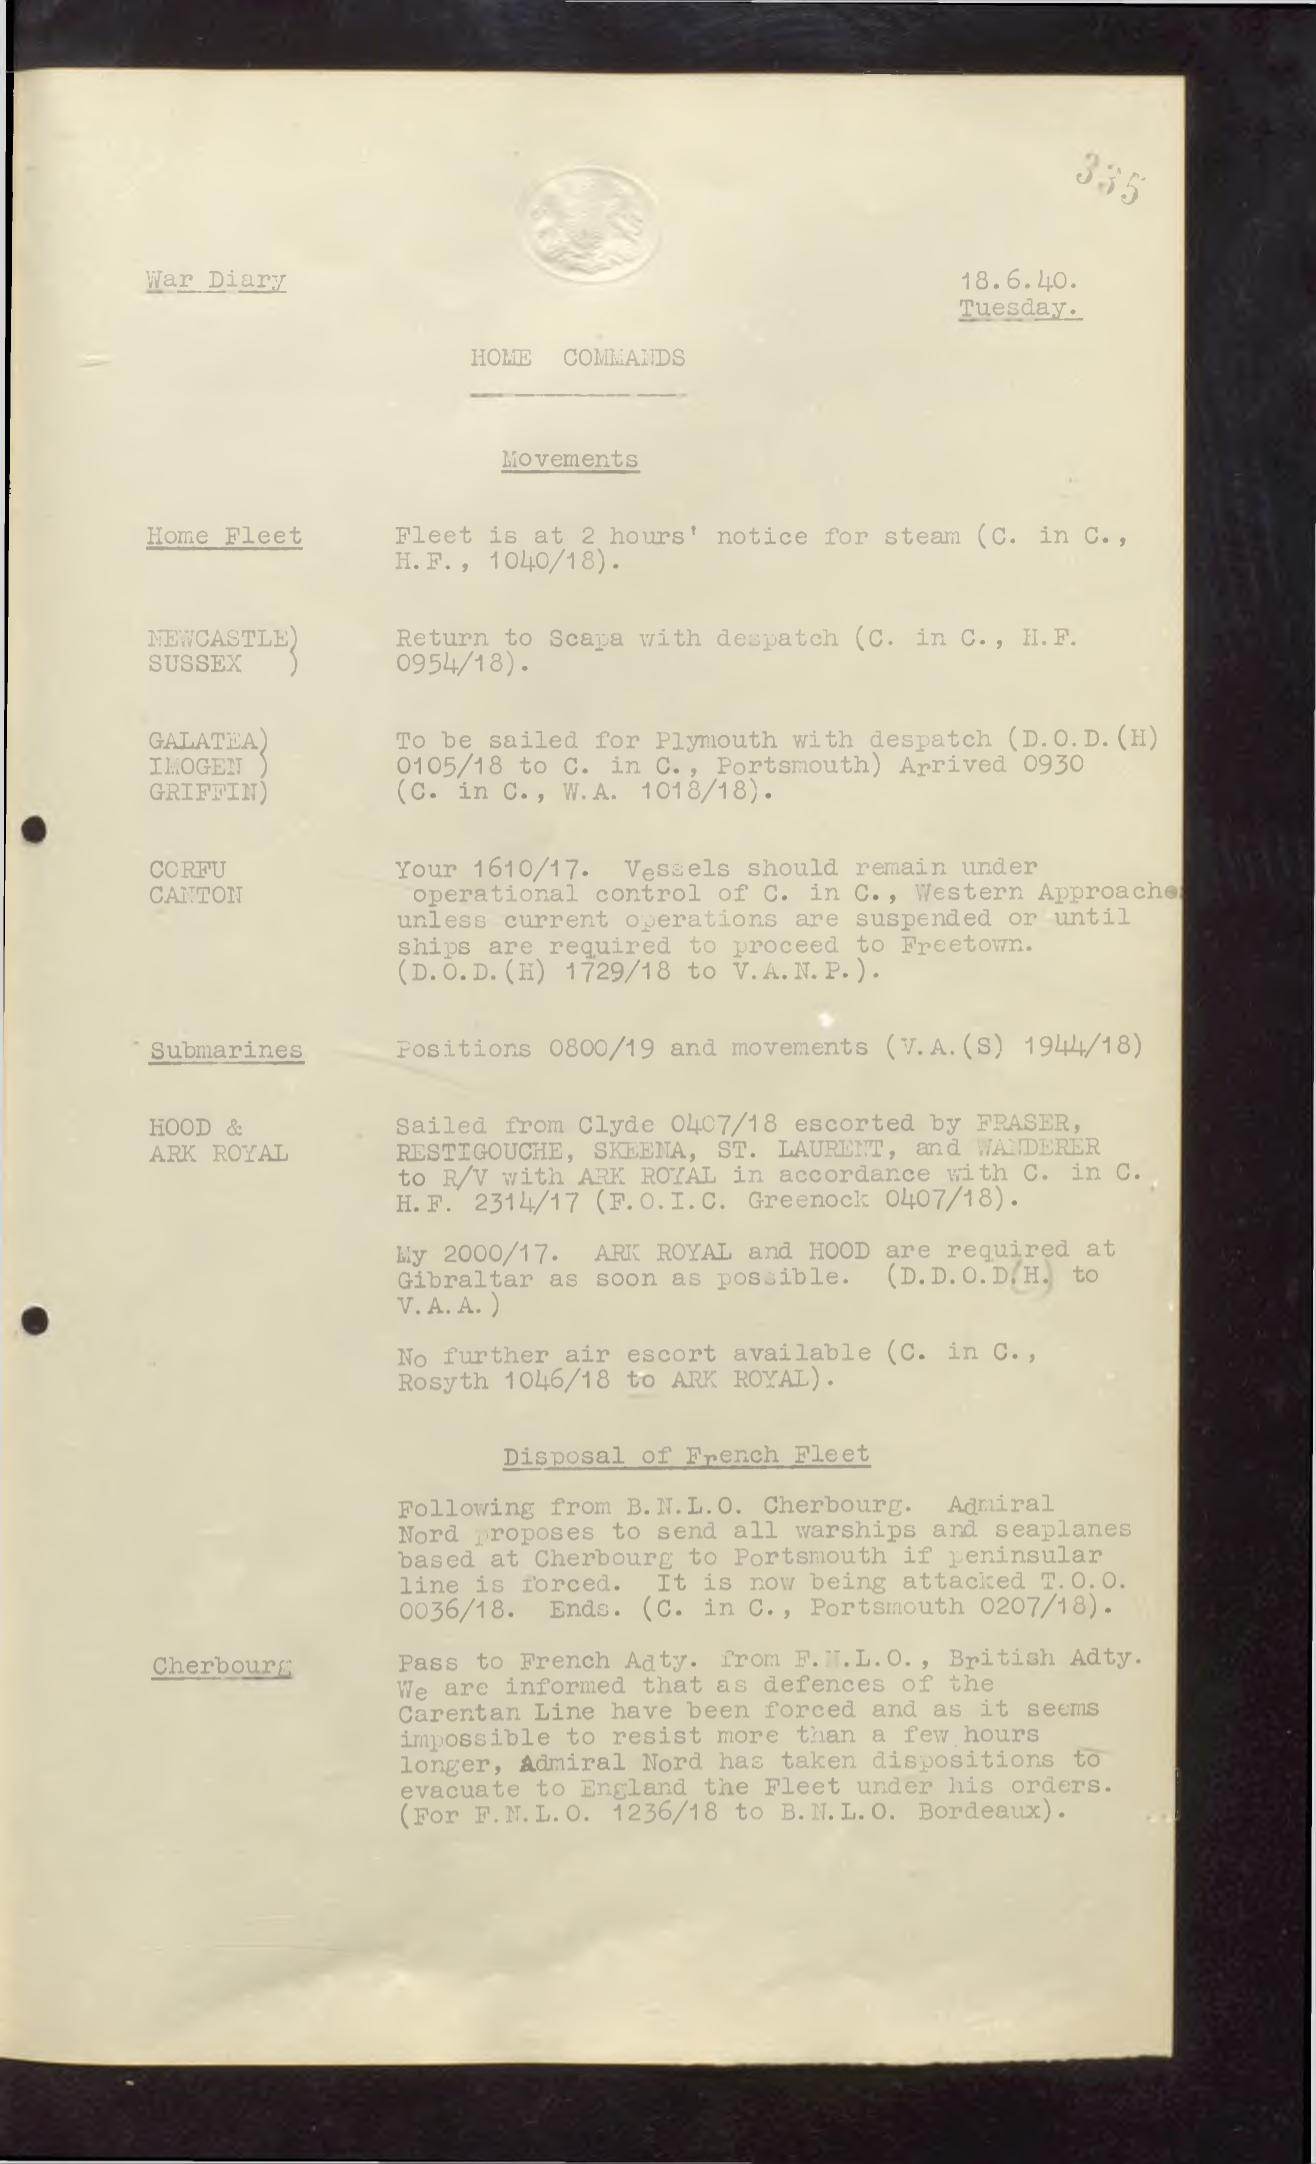 335
War Diary
18.6.40.
Tuesday.
HOME COMMANDS
Movements
Home Fleet
Fleet is at 2 hours' notice for steam (C. in C.,
H.F., 1040/18).
NEWCASTLE)
SUSSEX )
Return to Scapa with despatch (C. in C., H.F.
0954/18).
GALATEA)
IMOGEN )
GRIFFIN)
To be sailed for Plymouth with despatch (D.O.D.(H)
0105/18 to C. in C., Portsmouth) Arrived 0930
(C. in C., W.A. 1018/18).
CORFU
CANTON
Your 1610/17. Vessels should remain under
operational control of C. in C., Western Approaches
unless current operations are suspended or until
ships are required to proceed to Freetown.
(D.O.D.(H) 1729/18 to V.A.N.P.).
Submarines
Positions 0800/19 and movements (V.A.(S) 1944/18)
HOOD &
ARK ROYAL
Sailed from Clyde 0407/18 escorted by FRASER,
RESTIGOUCHE, SKEENA, ST. LAURENT, and WANDERER
to R/V with ARK ROYAL in accordance with C. in C.
H.F. 2314/17 (F.O.I.C. Greenock 0407/18).
My 2000/17. ARK ROYAL and HOOD are required at
Gibraltar as soon as possible. (D.D.O.D(H.) to
V.A.A.)
No further air escort available (C. in C.,
Rosyth 1046/18 to ARK ROYAL).
Disposal of French Fleet
Following from B.N.L.O. Cherbourg. Admiral
Nord proposes to send all warships and seaplanes
based at Cherbourg to Portsmouth if peninsular
line is forced. It is now being attacked T.O.O.
0036/18. Ends. (C. in C., Portsmouth 0207/18).
Cherbourg
Pass to French Adty. from F.N.L.O., British Adty.
We are informed that as defences of the
Carentan Line have been forced and as it seems
impossible to resist more than a few hours
longer, Admiral Nord has taken dispositions to
evacuate to England the Fleet under his orders.
(For F.N.L.O. 1236/18 to B.N.L.O. Bordeaux).